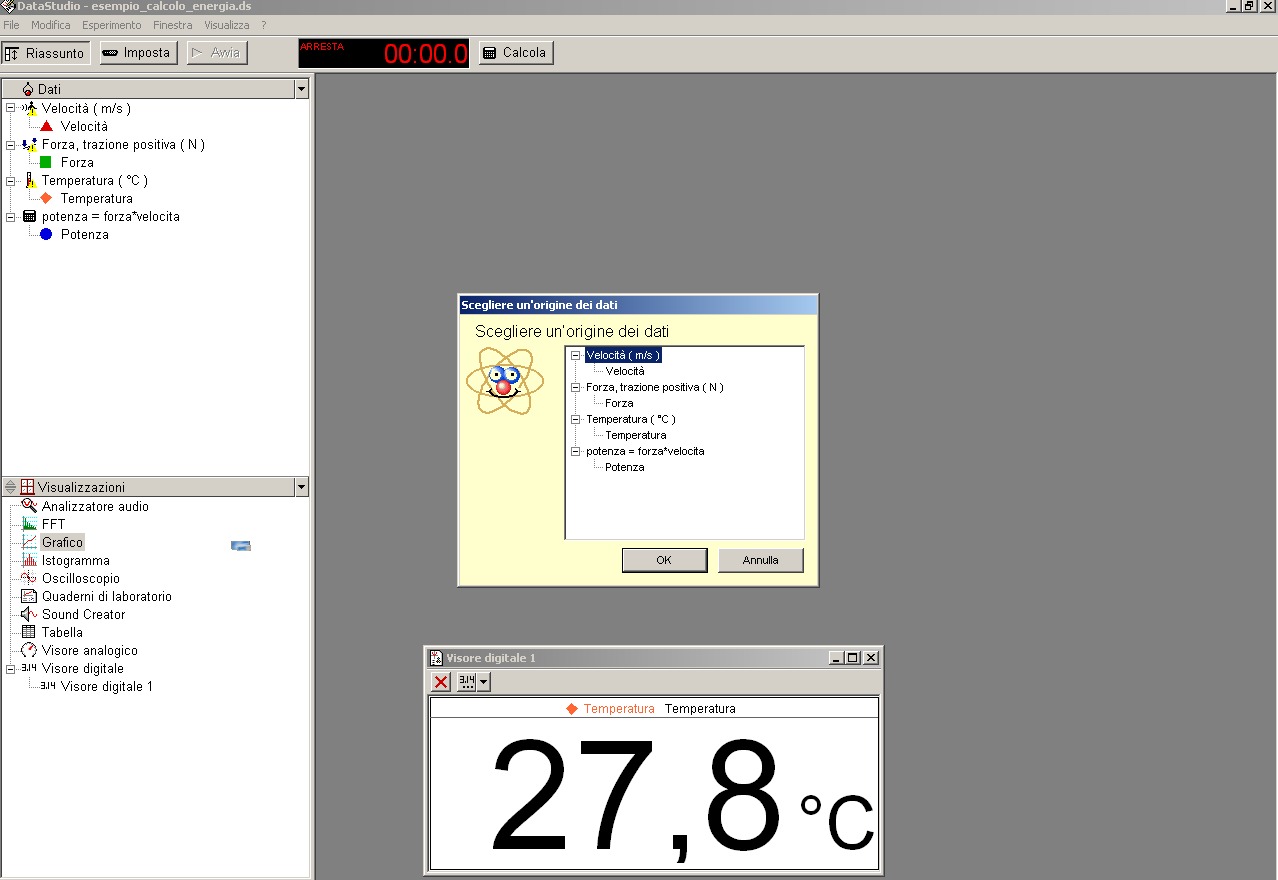 DataStudio - esempio_calcolo_energia.ds
File Modifica Esperimento Finestra Visualizza ?
Riassunto Imposta Avvia ARRESTA 00:00.0 Calcola
Dati
Velocità ( m/s )
Velocità
Forza, trazione positiva ( N )
Forza
Temperatura ( °C )
Temperatura
potenza = forza*velocita
Potenza
Visualizzazioni
Analizzatore audio
FFT
Grafico
Istogramma
Oscilloscopio
Quaderni di laboratorio
Sound Creator
Tabella
Visore analogico
3.14 Visore digitale
3.14 Visore digitale 1
Scegliere un'origine dei dati
Scegliere un'origine dei dati
Velocità ( m/s )
Velocità
Forza, trazione positiva ( N )
Forza
Temperatura ( °C )
Temperatura
potenza = forza*velocita
Potenza
OK Annulla
Visore digitale 1
3.14
Temperatura Temperatura
27,8 °C